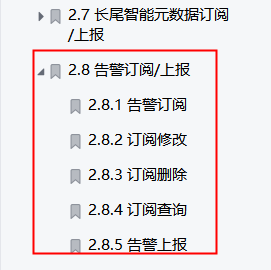 2.7 长尾智能元数据订阅
/上报
2.8 告警订阅/上报
2.8.1 告警订阅
2.8.2 订阅修改
2.8.3 订阅删除
2.8.4 订阅查询
2.8.5 告警上报